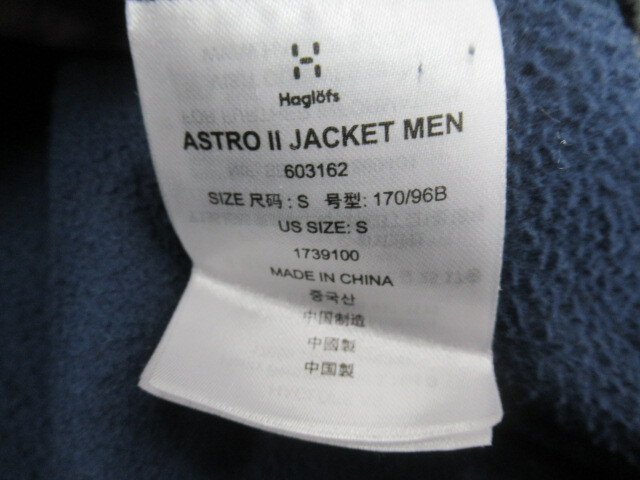 Haglöfs
ASTRO II JACKET MEN
603162
SIZE 尺码 : S 号型: 170/96B
US SIZE: S
1739100
MADE IN CHINA
중국산
中国制造
中國製
中国製